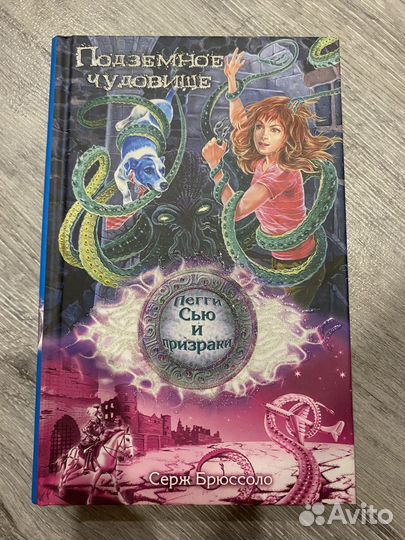 Подземное
чудовище
Пегги
Сью и
призраки
Серж Брюссоло
Avito